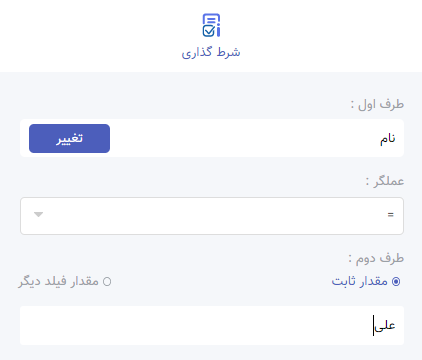 شرط گذاری
طرف اول :
نام
تغییر
عملگر :
=
طرف دوم :
مقدار ثابت
مقدار فیلد دیگر
علی